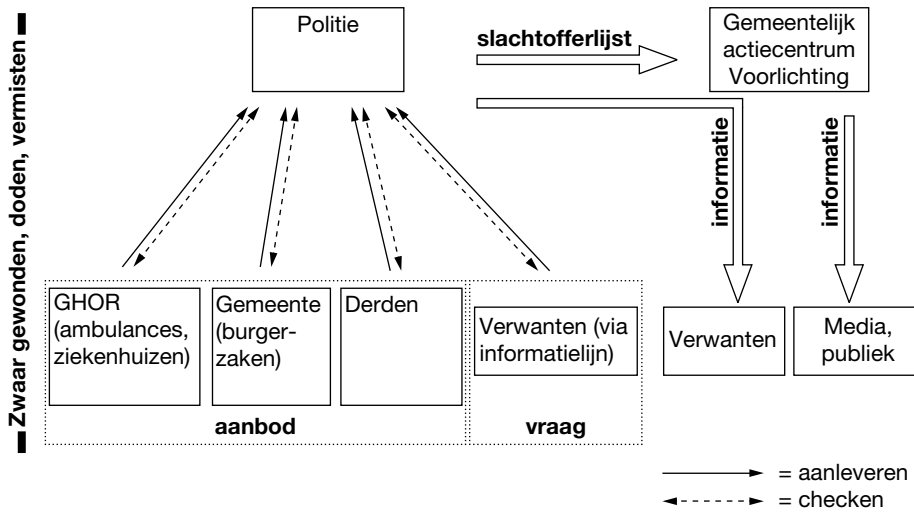 Zwaar gewonden, doden, vermisten
Politie
slachtofferlijst
Gemeentelijk
actiecentrum
Voorlichting
informatie
informatie
GHOR
(ambulances,
ziekenhuizen)
Gemeente
(burger-
zaken)
Derden
Verwanten (via
informatielijn)
Verwanten
Media,
publiek
aanbod
vraag
= aanleveren
= checken